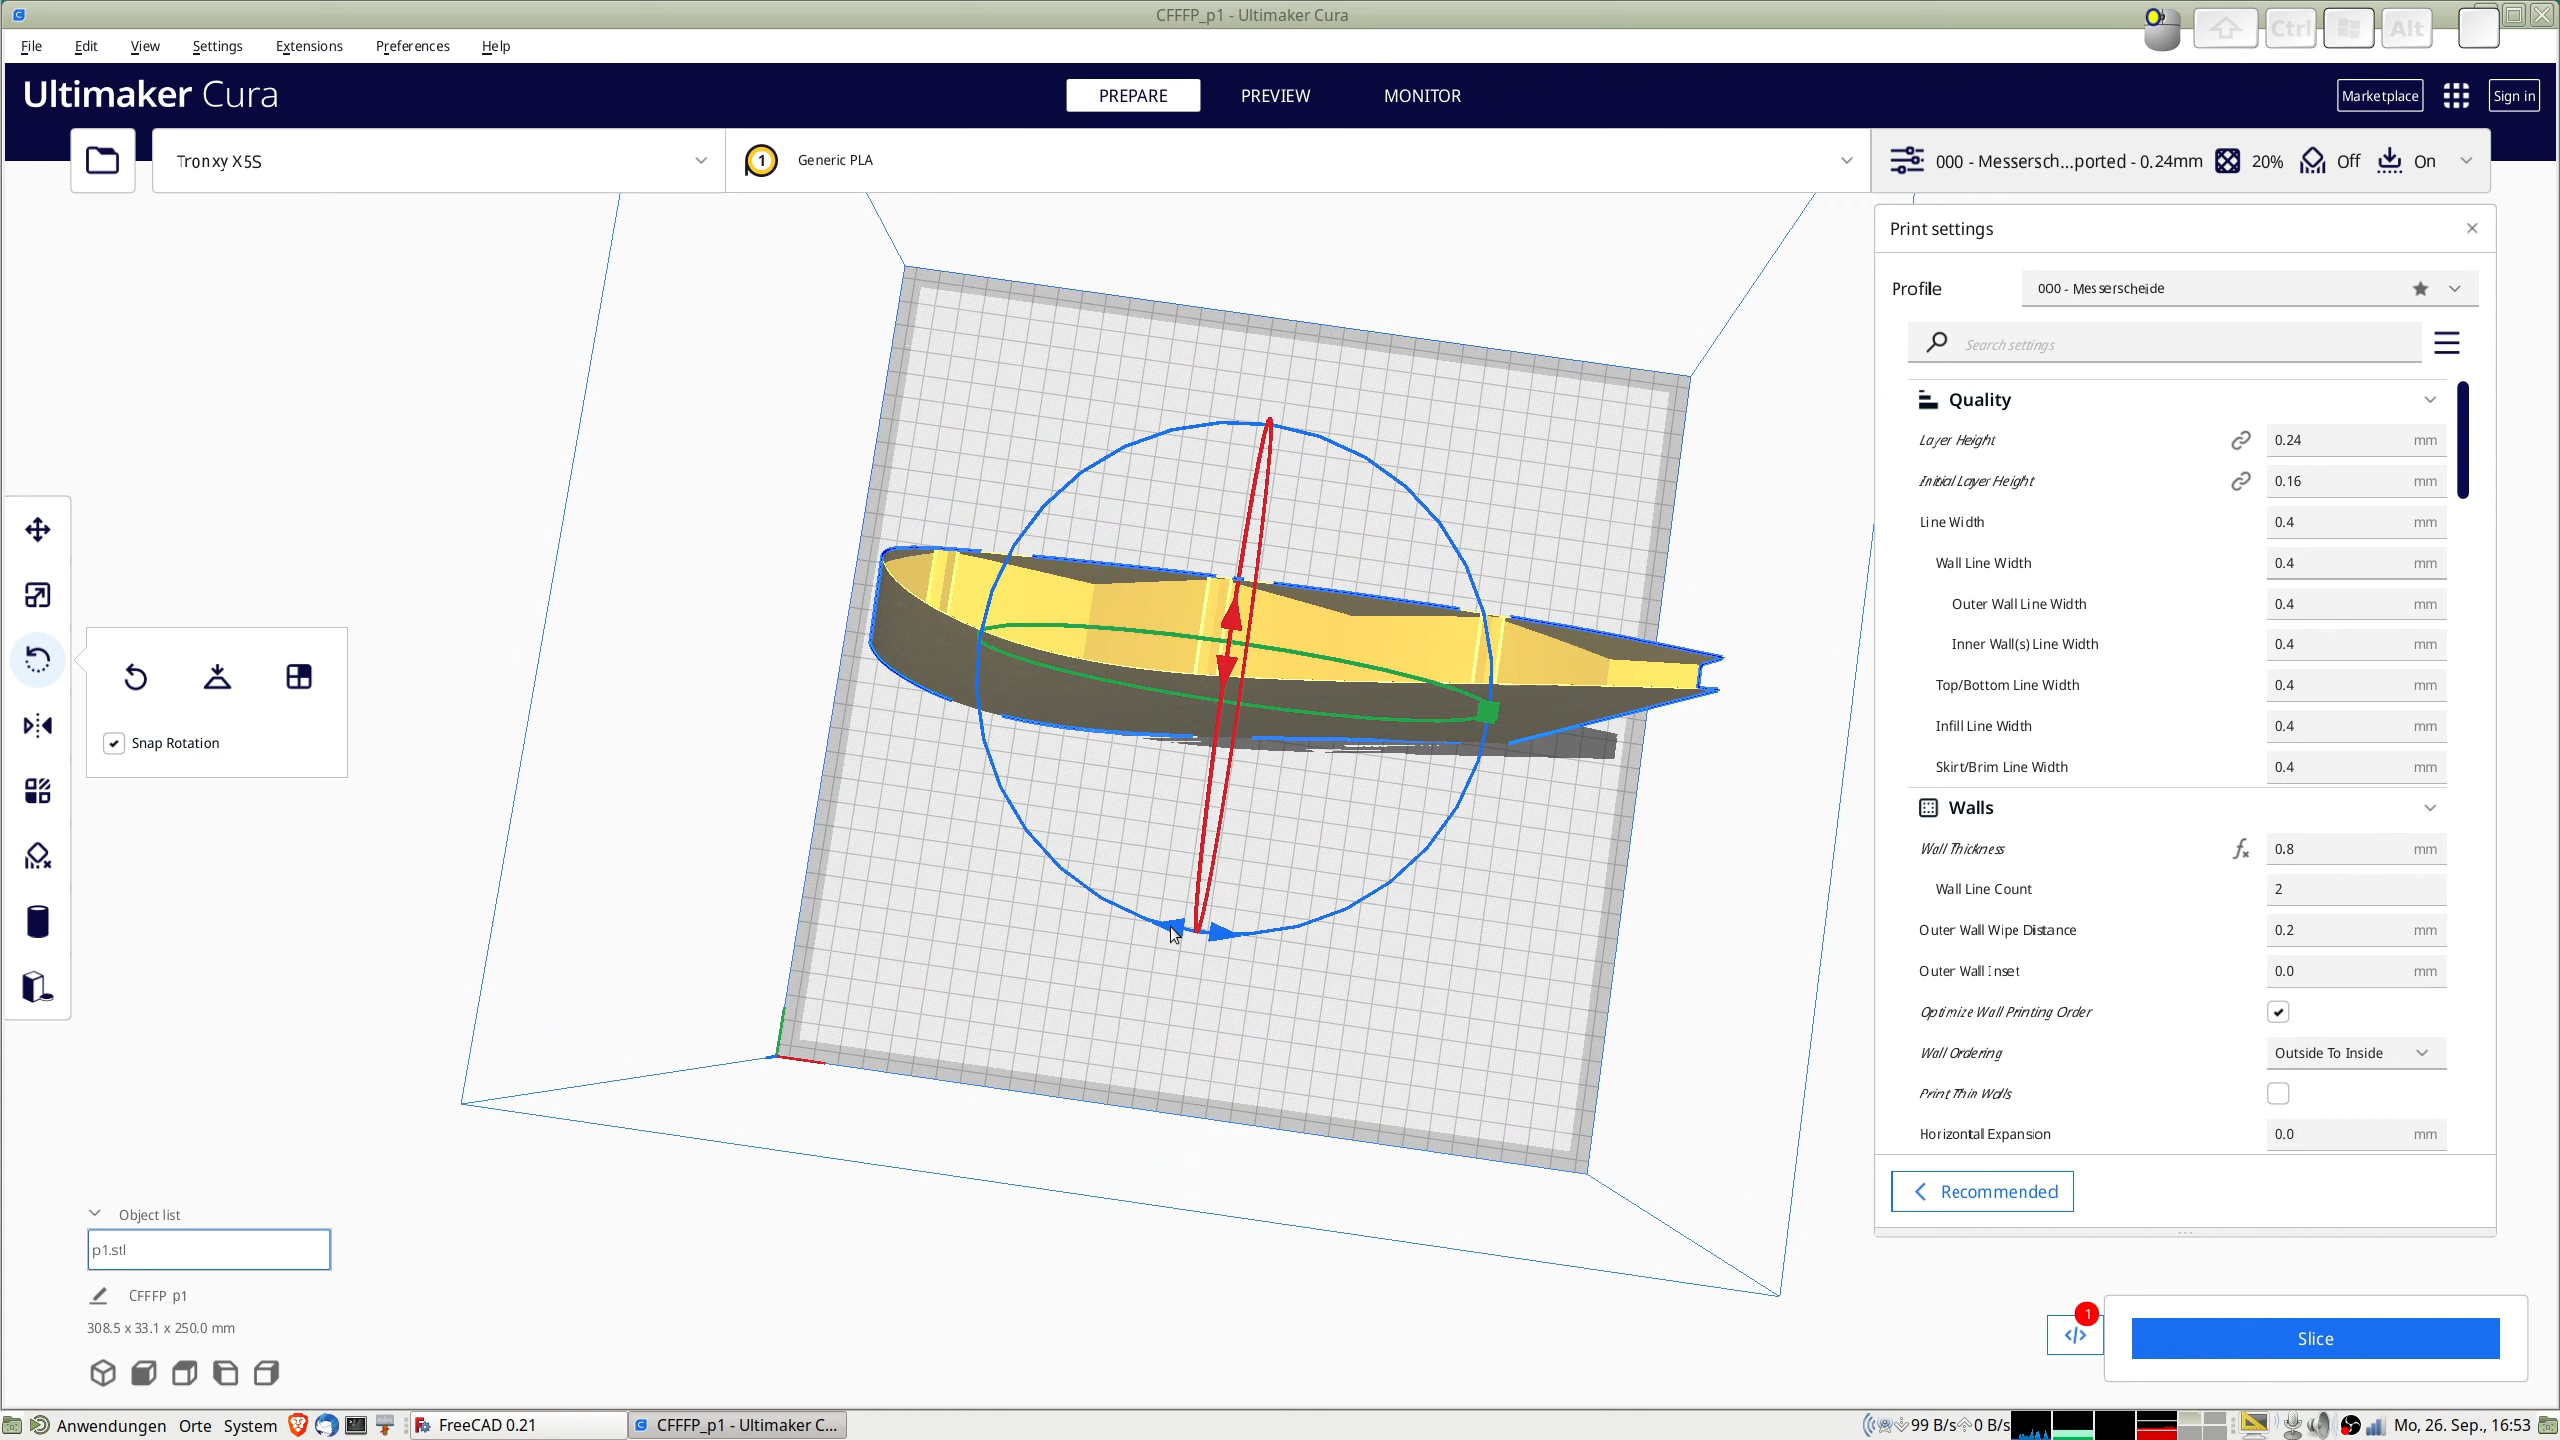 CFFFP_p1 - Ultimaker Cura
Ctrl
Alt
File Edit View Settings Extensions Preferences Help
Ultimaker Cura
PREPARE PREVIEW MONITOR
Marketplace Sign in
Tronxy X5S
1 Generic PLA
000 - Messersch...ported - 0.24mm 20% Off On
Print settings
Profile 000 - Messerscheide
Search settings
Quality
Layer Height 0.24 mm
Initial Layer Height 0.16 mm
Line Width 0.4 mm
Wall Line Width 0.4 mm
Outer Wall Line Width 0.4 mm
Inner Wall(s) Line Width 0.4 mm
Top/Bottom Line Width 0.4 mm
Infill Line Width 0.4 mm
Skirt/Brim Line Width 0.4 mm
Walls
Wall Thickness fx 0.8 mm
Wall Line Count 2
Outer Wall Wipe Distance 0.2 mm
Outer Wall Inset 0.0 mm
Optimize Wall Printing Order
Wall Ordering Outside To Inside
Print Thin Walls
Horizontal Expansion 0.0 mm
Recommended
Snap Rotation
Object list
p1.stl
CFFFP_p1
308.5 x 33.1 x 250.0 mm
1
</>
Slice
Anwendungen Orte System FreeCAD 0.21 CFFFP_p1 - Ultimaker C... 99 B/s 0 B/s Mo, 26. Sep., 16:53